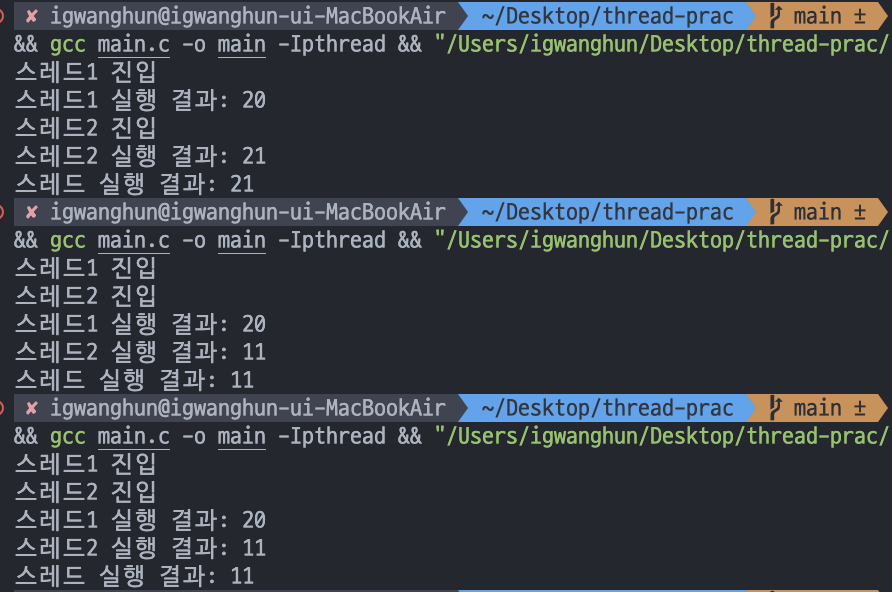 ✘ igwanghun@igwanghun-ui-MacBookAir ~/Desktop/thread-prac main ±
&& gcc main.c -o main -Ipthread && "/Users/igwanghun/Desktop/thread-prac/
스레드1 진입
스레드1 실행 결과: 20
스레드2 진입
스레드2 실행 결과: 21
스레드 실행 결과: 21
✘ igwanghun@igwanghun-ui-MacBookAir ~/Desktop/thread-prac main ±
&& gcc main.c -o main -Ipthread && "/Users/igwanghun/Desktop/thread-prac/
스레드1 진입
스레드2 진입
스레드1 실행 결과: 20
스레드2 실행 결과: 11
스레드 실행 결과: 11
✘ igwanghun@igwanghun-ui-MacBookAir ~/Desktop/thread-prac main ±
&& gcc main.c -o main -Ipthread && "/Users/igwanghun/Desktop/thread-prac/
스레드1 진입
스레드2 진입
스레드1 실행 결과: 20
스레드2 실행 결과: 11
스레드 실행 결과: 11